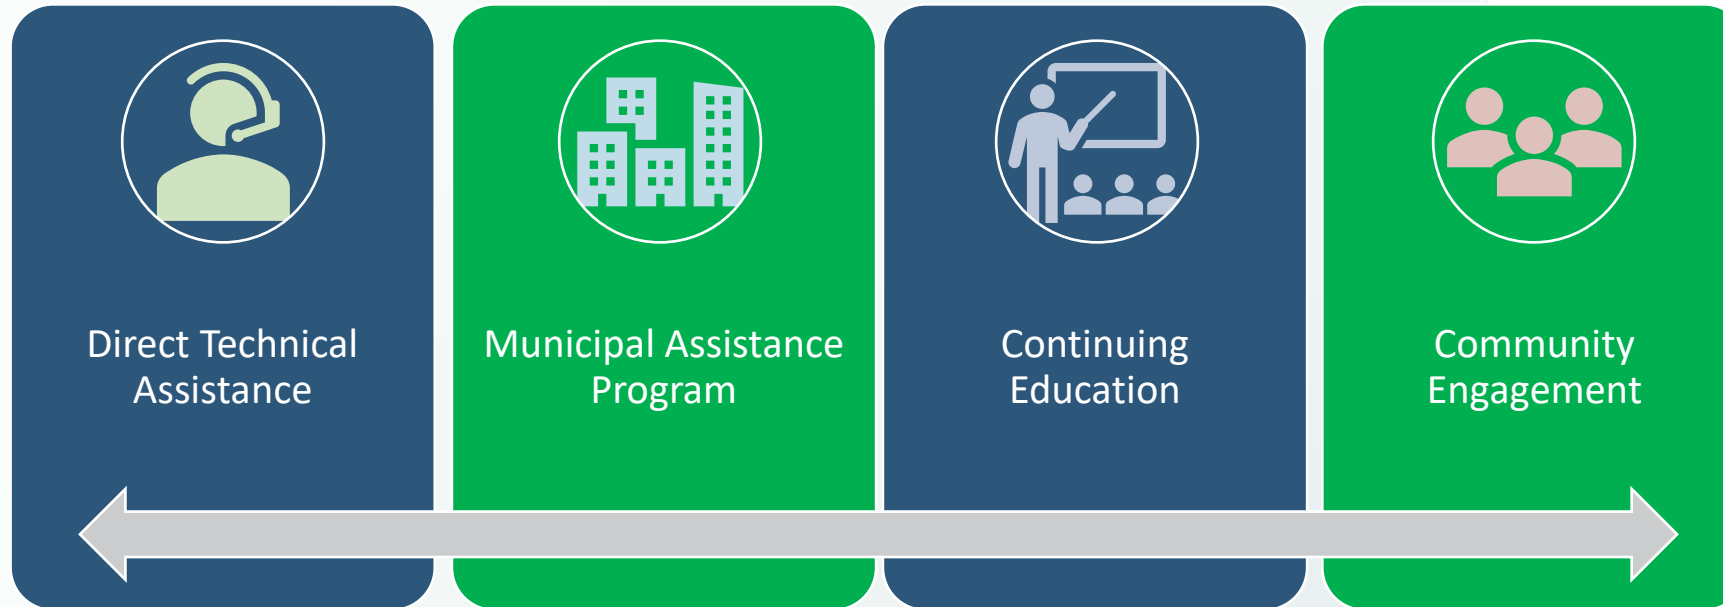 Direct Technical
Assistance
Municipal Assistance
Program
Continuing
Education
Community
Engagement